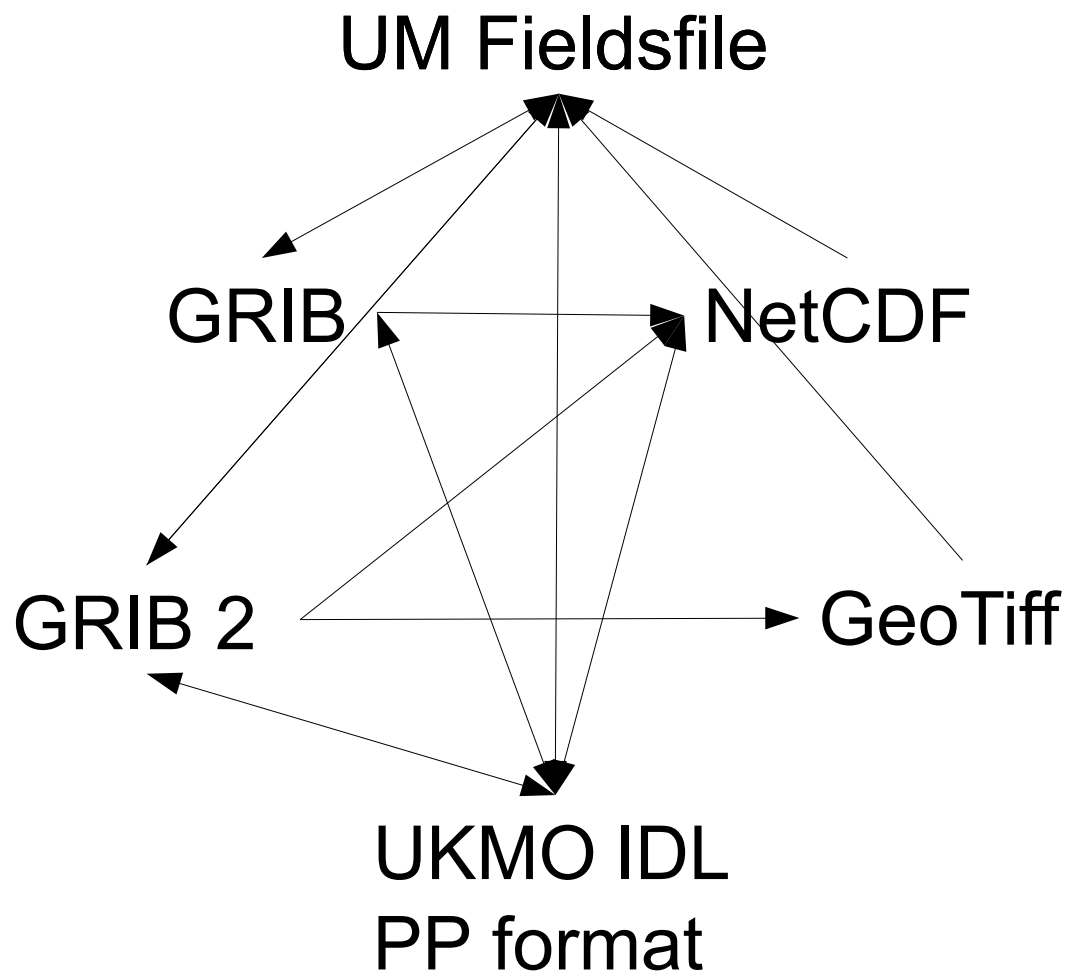 UM Fieldsfile
GRIB
NetCDF
GRIB 2
GeoTiff
UKMO IDL
PP format